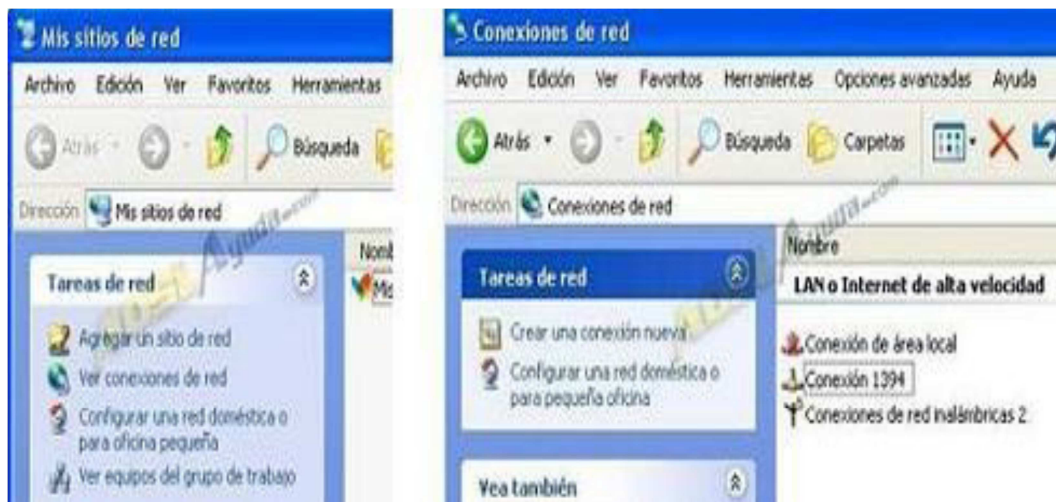 Mis sitios de red
Archivo Edición Ver Favoritos Herramientas
Atrás Búsqueda
Dirección Mis sitios de red
Tareas de red
Agregar un sitio de red
Ver conexiones de red
Configurar una red doméstica o
para oficina pequeña
Ver equipos del grupo de trabajo
Conexiones de red
Archivo Edición Ver Favoritos Herramientas Opciones avanzadas Ayuda
Atrás Búsqueda Carpetas
Dirección Conexiones de red
Tareas de red
Crear una conexión nueva
Configurar una red doméstica o
para pequeña oficina
Vea también
Nombre
LAN o Internet de alta velocidad
Conexión de área local
Conexión 1394
Conexiones de red inalámbricas 2